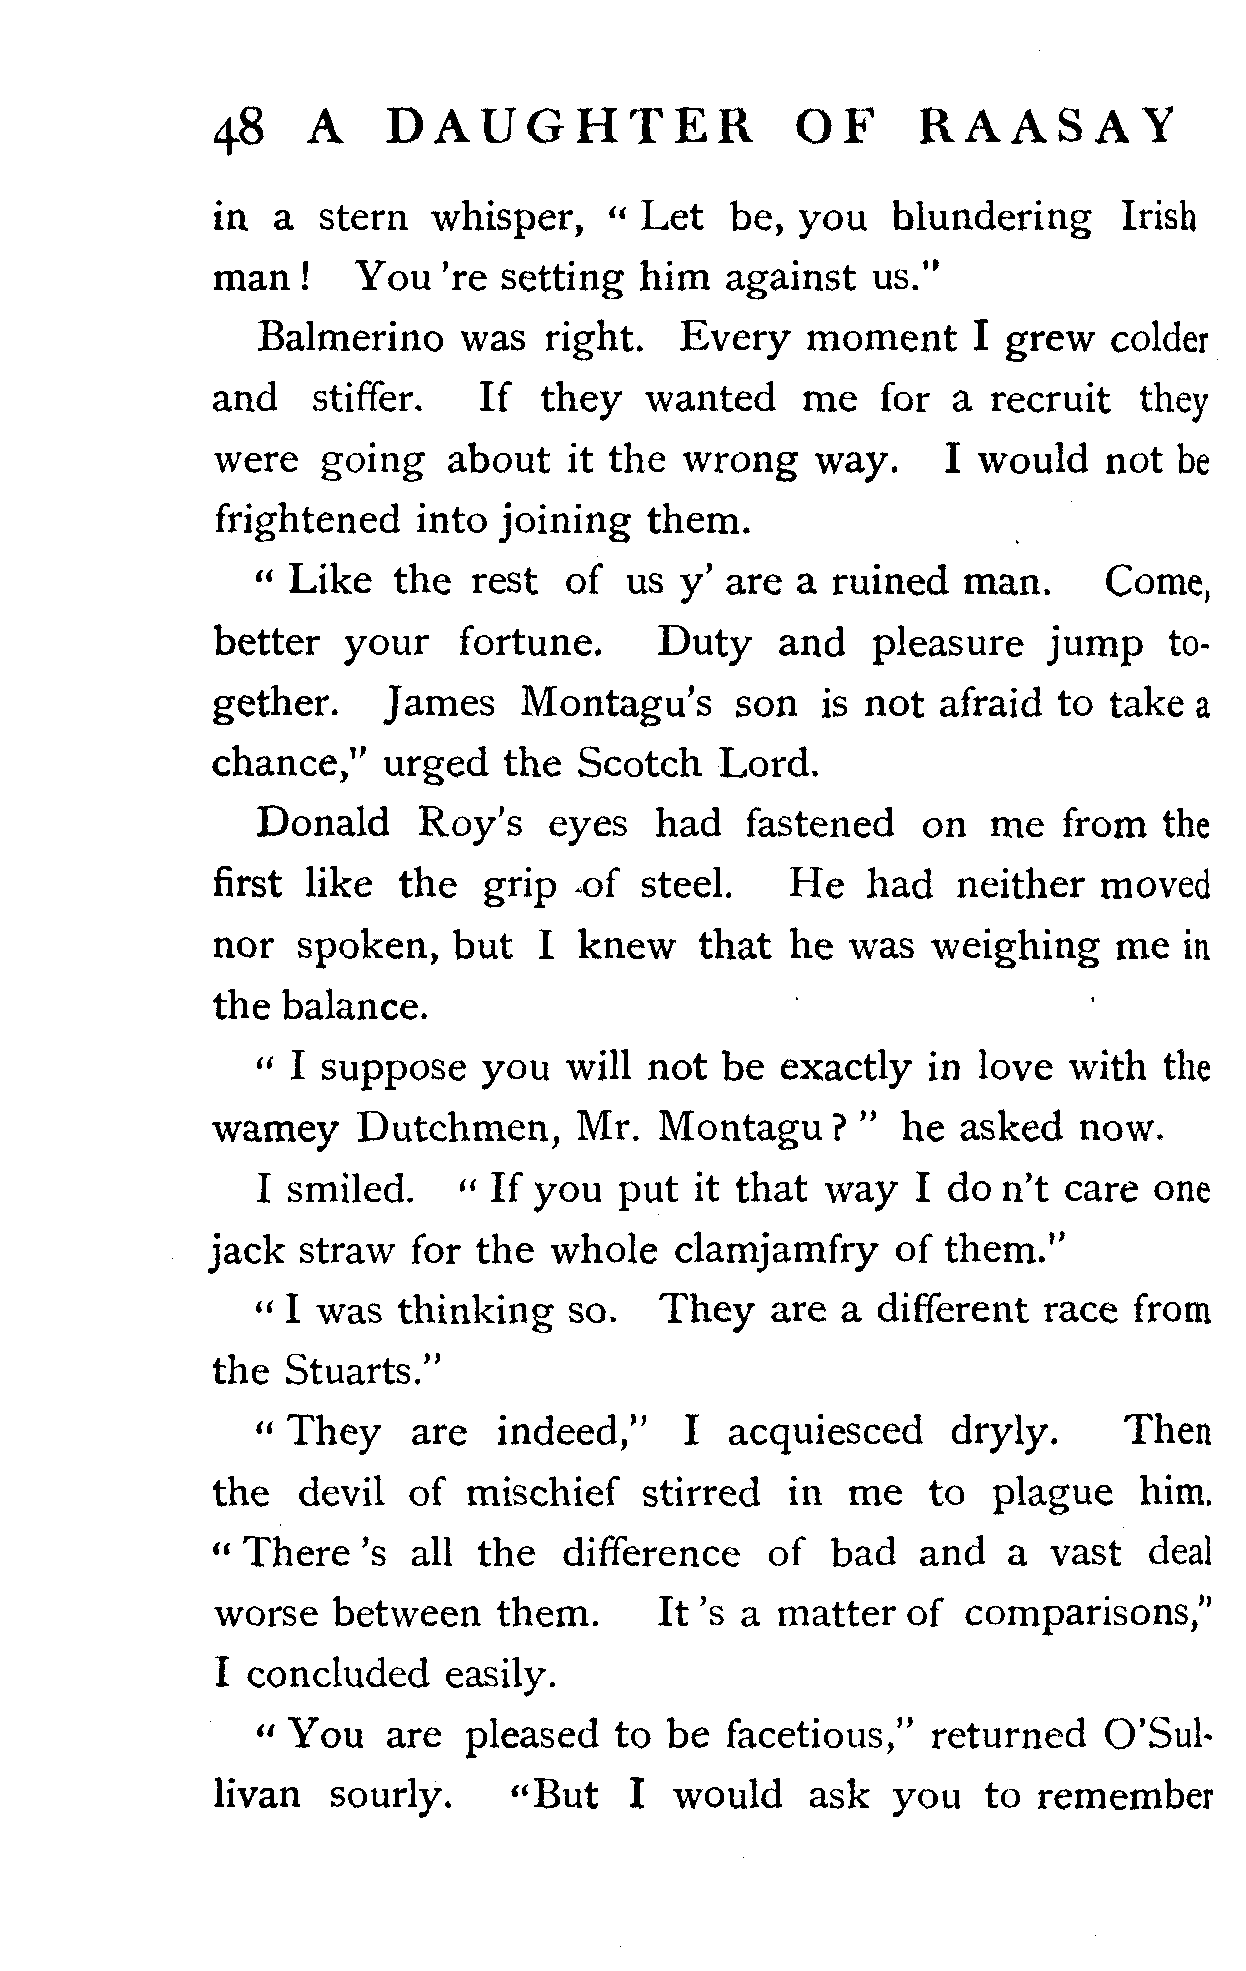 48 A DAUGHTER OF RAASAY
in a stern whisper, “ Let be, you blundering Irish
man ! You 're setting him against us.”
Balmerino was right. Every moment I grew colder
and stiffer. If they wanted me for a recruit they
were going about it the wrong way. I would not be
frightened into joining them.
“ Like the rest of us y’ are a ruined man. Come,
better your fortune. Duty and pleasure jump to-
gether. James Montagu's son is not afraid to take a
chance,” urged the Scotch Lord.
Donald Roy's eyes had fastened on me from the
first like the grip of steel. He had neither moved
nor spoken, but I knew that he was weighing me in
the balance.
“ I suppose you will not be exactly in love with the
wamey Dutchmen, Mr. Montagu ? ” he asked now.
I smiled. “ If you put it that way I do n't care one
jack straw for the whole clamjamfry of them.”
“ I was thinking so. They are a different race from
the Stuarts.”
“ They are indeed,” I acquiesced dryly. Then
the devil of mischief stirred in me to plague him.
“ There 's all the difference of bad and a vast deal
worse between them. It 's a matter of comparisons,”
I concluded easily.
“ You are pleased to be facetious,” returned O'Sul-
livan sourly. “But I would ask you to remember